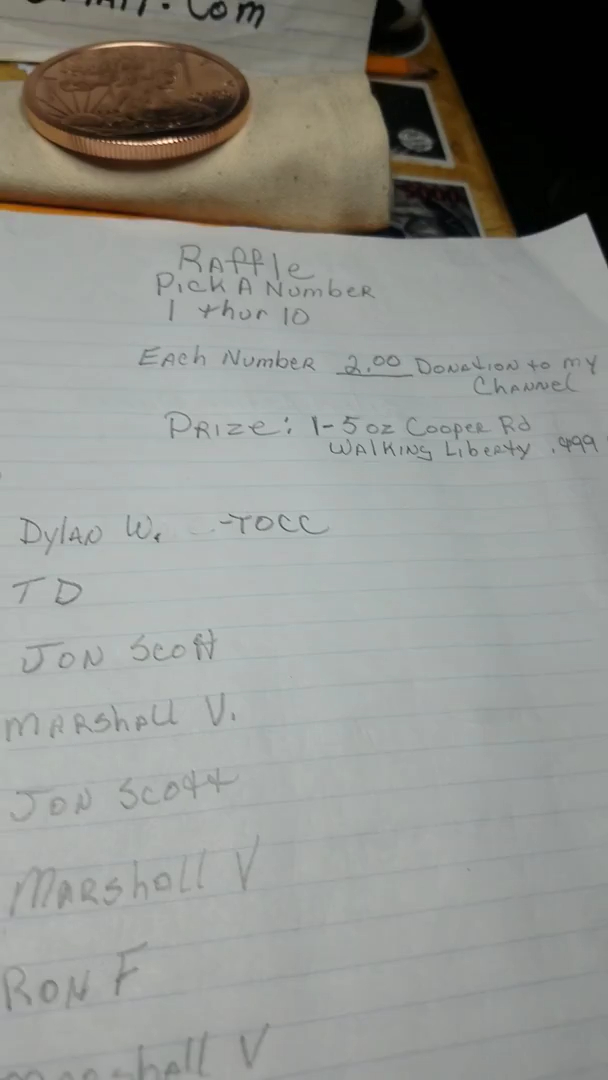 .Com
Raffle
Pick A Number
1 thur 10
Each Number 2.00 Donation to my
Channel
Prize: 1-5oz Cooper Rd
Walking Liberty .999
Dylan W. -TOCC
TD
Jon Scott
Marshall V.
Jon Scott
Marshall V
Ron F
Marshall V